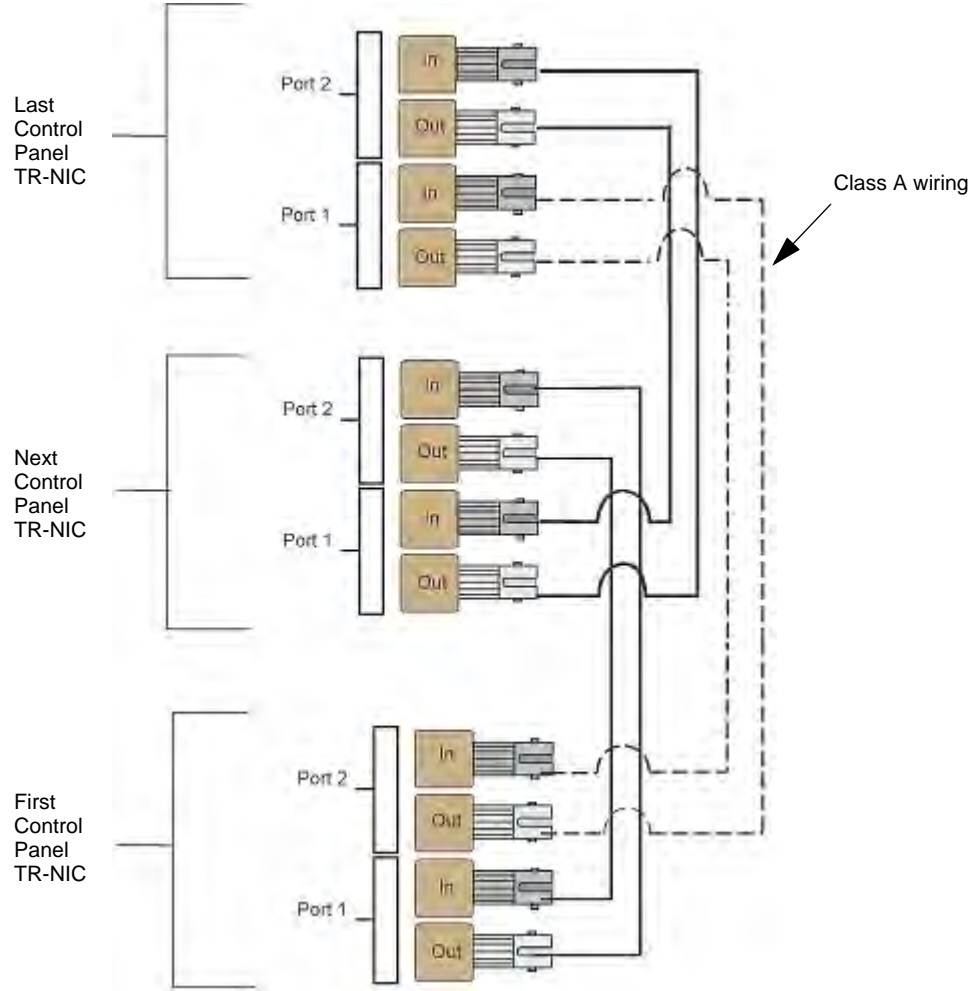 Last
Control
Panel
TR-NIC
Port 2
In
Out
Port 1
In
Out
Class A wiring
Next
Control
Panel
TR-NIC
Port 2
In
Out
Port 1
In
Out
First
Control
Panel
TR-NIC
Port 2
In
Out
Port 1
In
Out